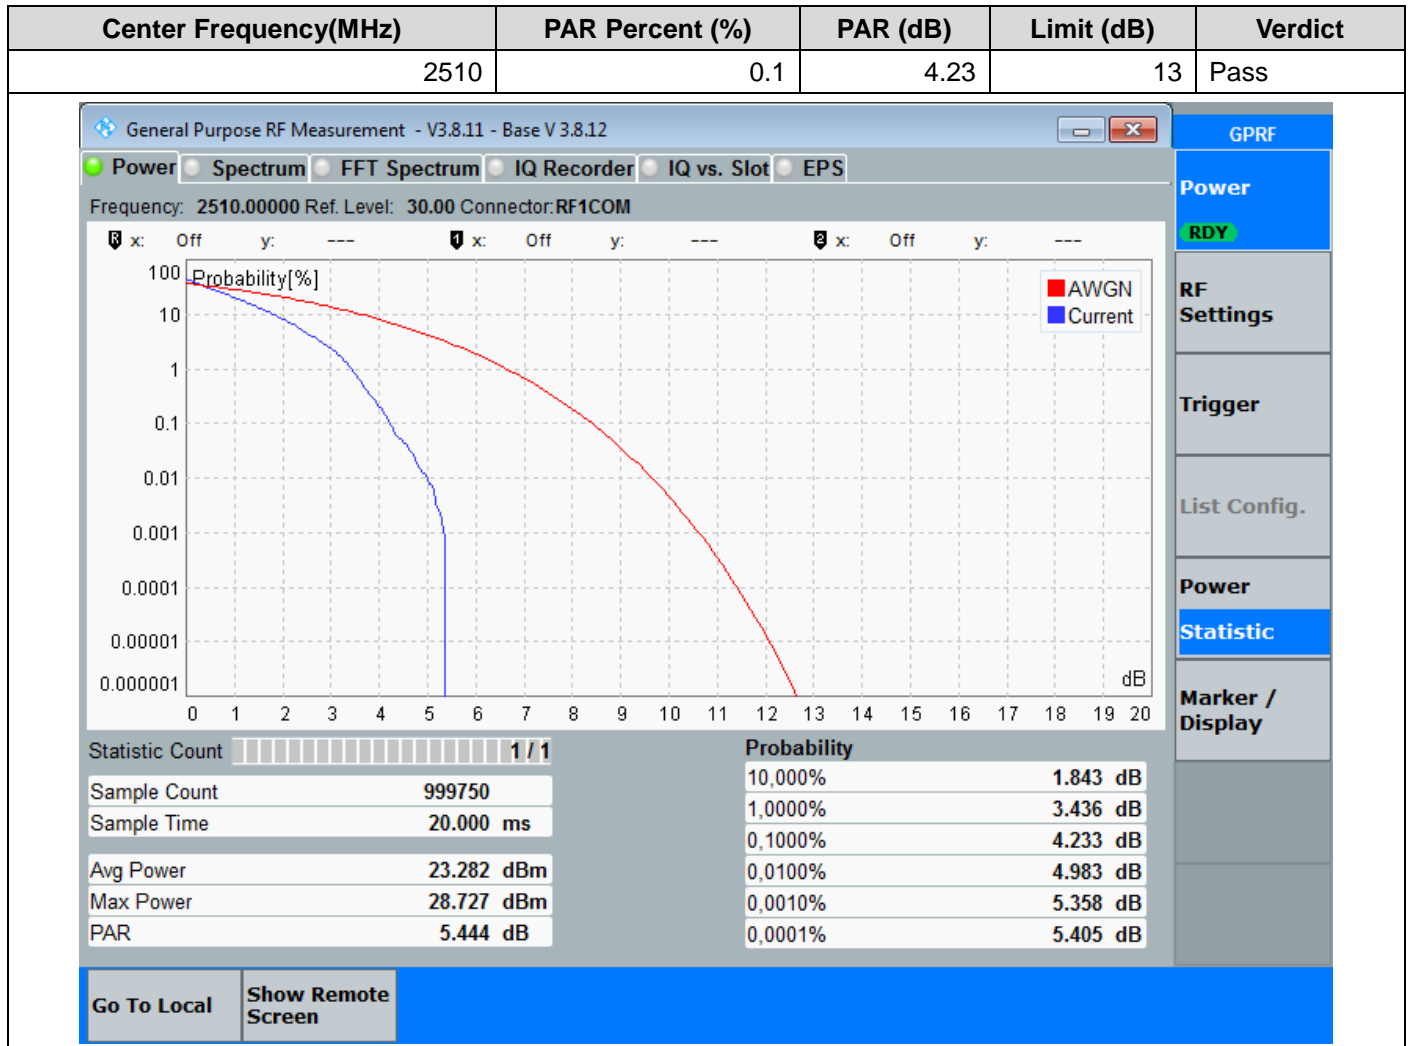 Center Frequency(MHz) PAR Percent (%) PAR (dB) Limit (dB) Verdict
2510 0.1 4.23 13 Pass
General Purpose RF Measurement - V3.8.11 - Base V 3.8.12
GPRF
Power Spectrum FFT Spectrum IQ Recorder IQ vs. Slot EPS
Frequency: 2510.00000 Ref. Level: 30.00 Connector: RF1COM
R x: Off y: --- 1 x: Off y: --- 2 x: Off y: ---
Probability[%]
100
10
1
0.1
0.01
0.001
0.0001
0.00001
0.000001
AWGN
Current
dB
0 1 2 3 4 5 6 7 8 9 10 11 12 13 14 15 16 17 18 19 20
Statistic Count 1 / 1
Sample Count 999750
Sample Time 20.000 ms
Avg Power 23.282 dBm
Max Power 28.727 dBm
PAR 5.444 dB
Probability
10,000% 1.843 dB
1,0000% 3.436 dB
0,1000% 4.233 dB
0,0100% 4.983 dB
0,0010% 5.358 dB
0,0001% 5.405 dB
Power
RDY
RF
Settings
Trigger
List Config.
Power
Statistic
Marker /
Display
Go To Local
Show Remote
Screen